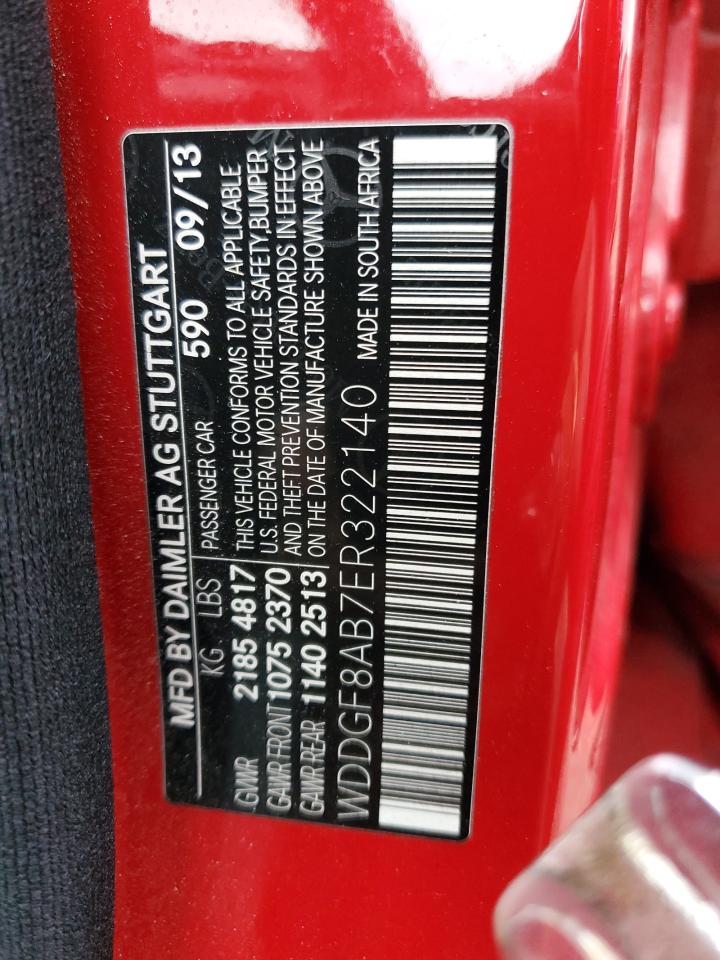 MFD BY DAIMLER AG STUTTGART
KG LBS PASSENGER CAR 590 09/13
GVWR 2185 4817 THIS VEHICLE CONFORMS TO ALL APPLICABLE
GAWR FRONT 1075 2370 U.S. FEDERAL MOTOR VEHICLE SAFETY,BUMPER
GAWR REAR 1140 2513 AND THEFT PREVENTION STANDARDS IN EFFECT
ON THE DATE OF MANUFACTURE SHOWN ABOVE
WDDGF8AB7ER322140 MADE IN SOUTH AFRICA